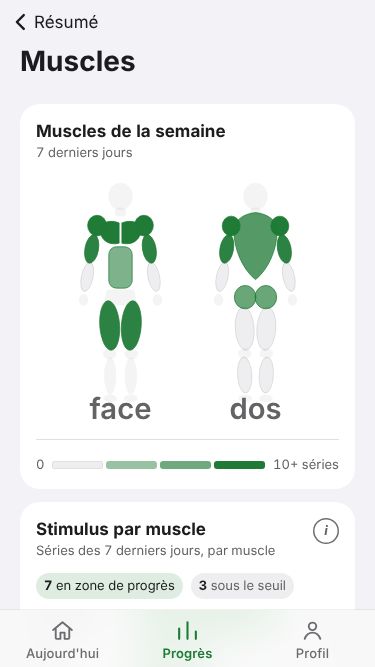 Résumé
Muscles
Muscles de la semaine
7 derniers jours
face dos
0 10+ séries
Stimulus par muscle
i
Séries des 7 derniers jours, par muscle
7 en zone de progrès 3 sous le seuil
Aujourd'hui Progrès Profil